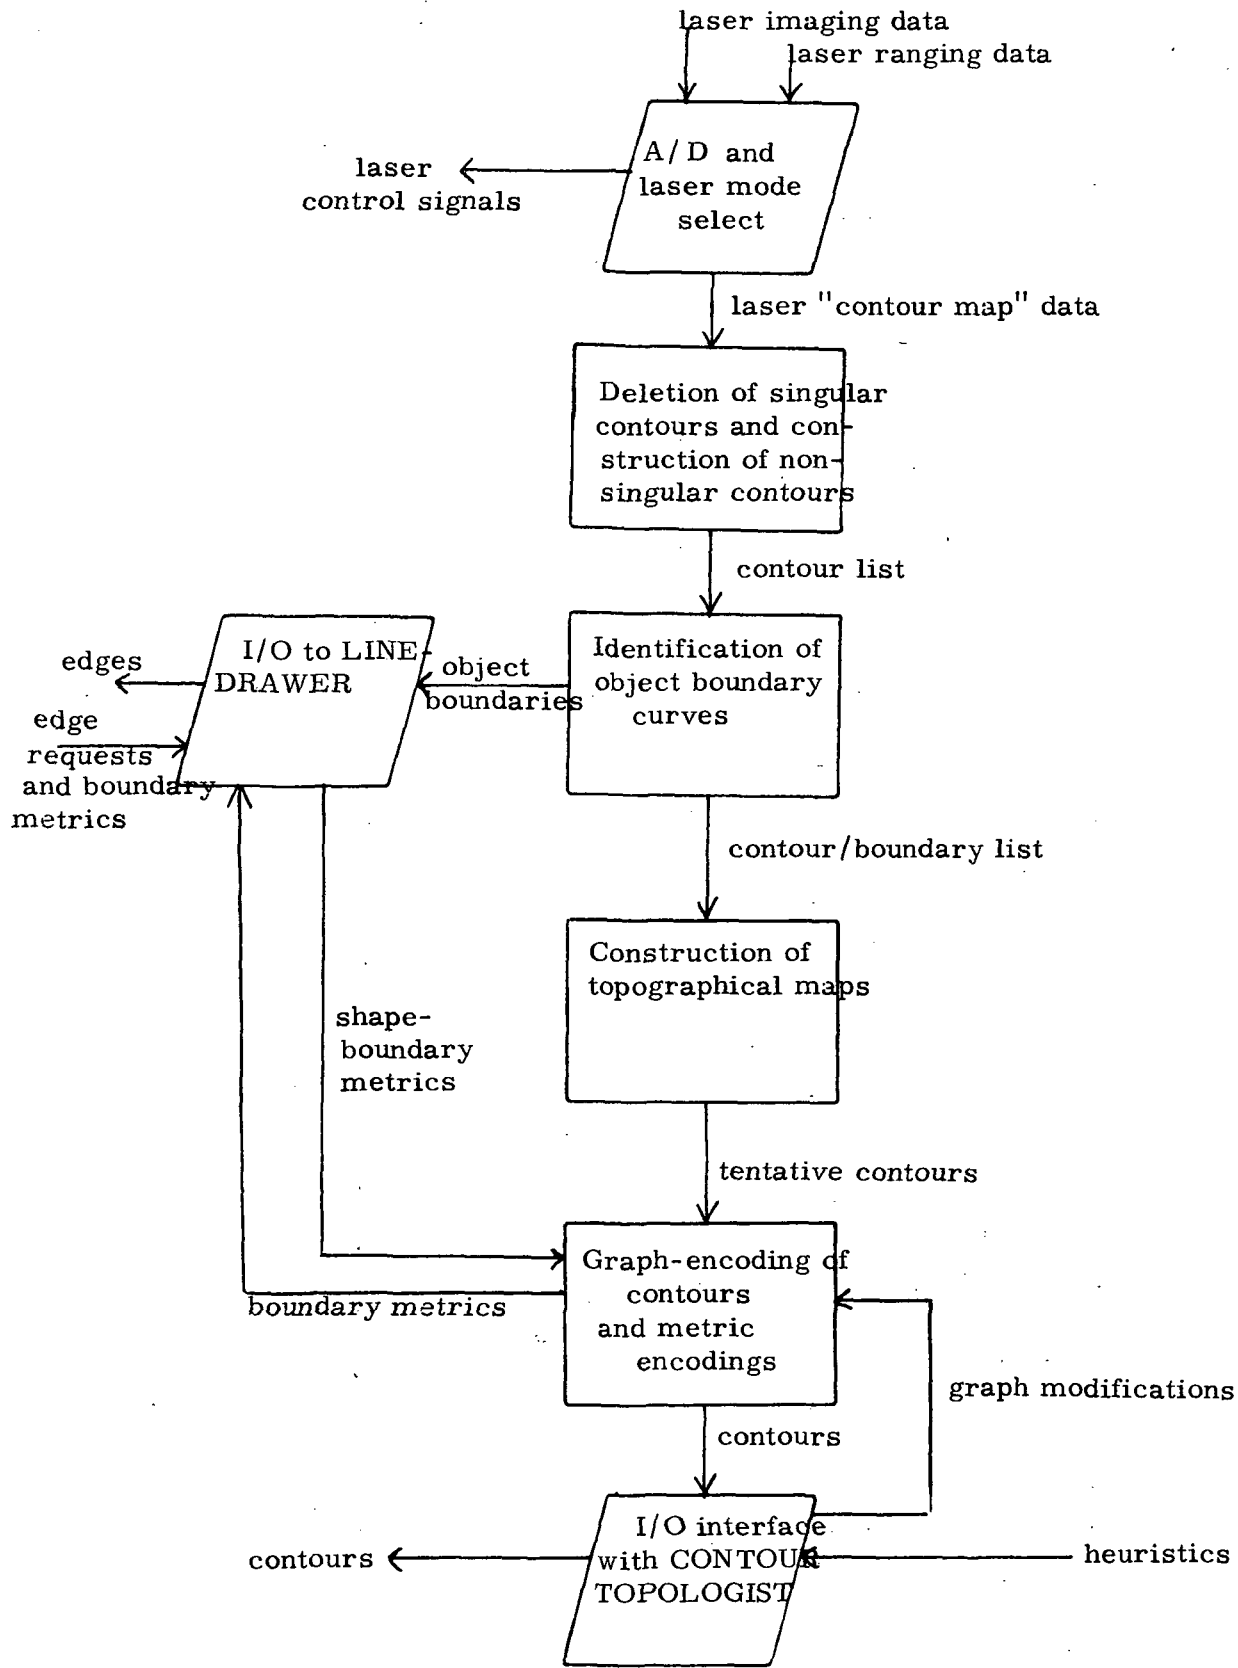 laser imaging data
laser ranging data
A/D and
laser mode
select
laser
control signals
laser "contour map" data
Deletion of singular
contours and con-
struction of non-
singular contours
contour list
I/O to LINE-
DRAWER
edges
edge
requests
and boundary
metrics
object
boundaries
Identification of
object boundary
curves
contour/boundary list
Construction of
topographical maps
shape-
boundary
metrics
tentative contours
Graph-encoding of
contours
and metric
encodings
boundary metrics
graph modifications
contours
I/O interface
with CONTOUR
TOPOLOGIST
contours
heuristics